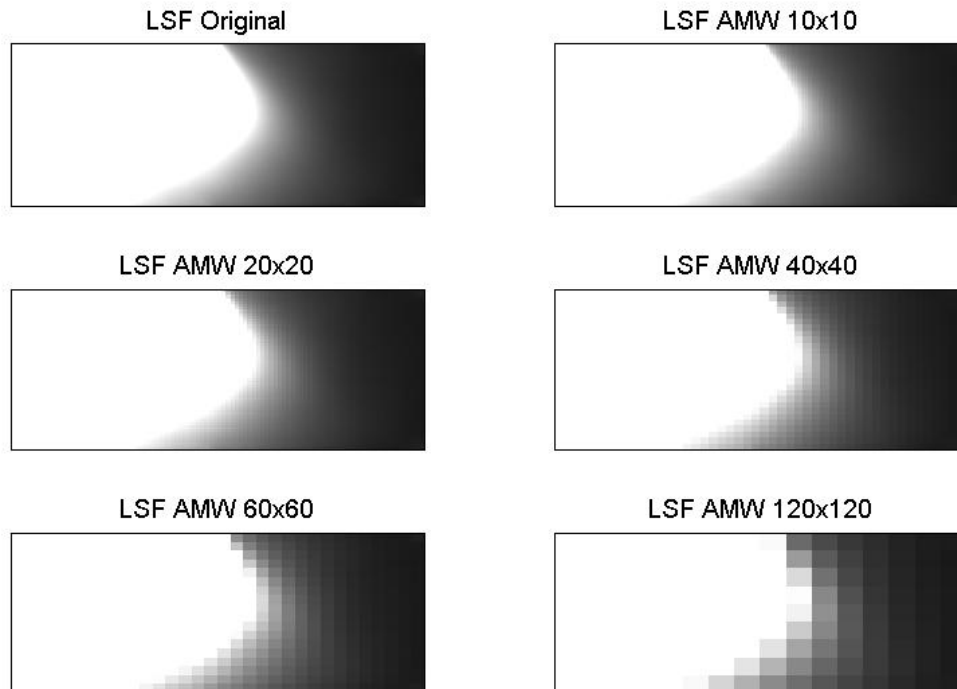 LSF Original
LSF AMW 10x10
LSF AMW 20x20
LSF AMW 40x40
LSF AMW 60x60
LSF AMW 120x120